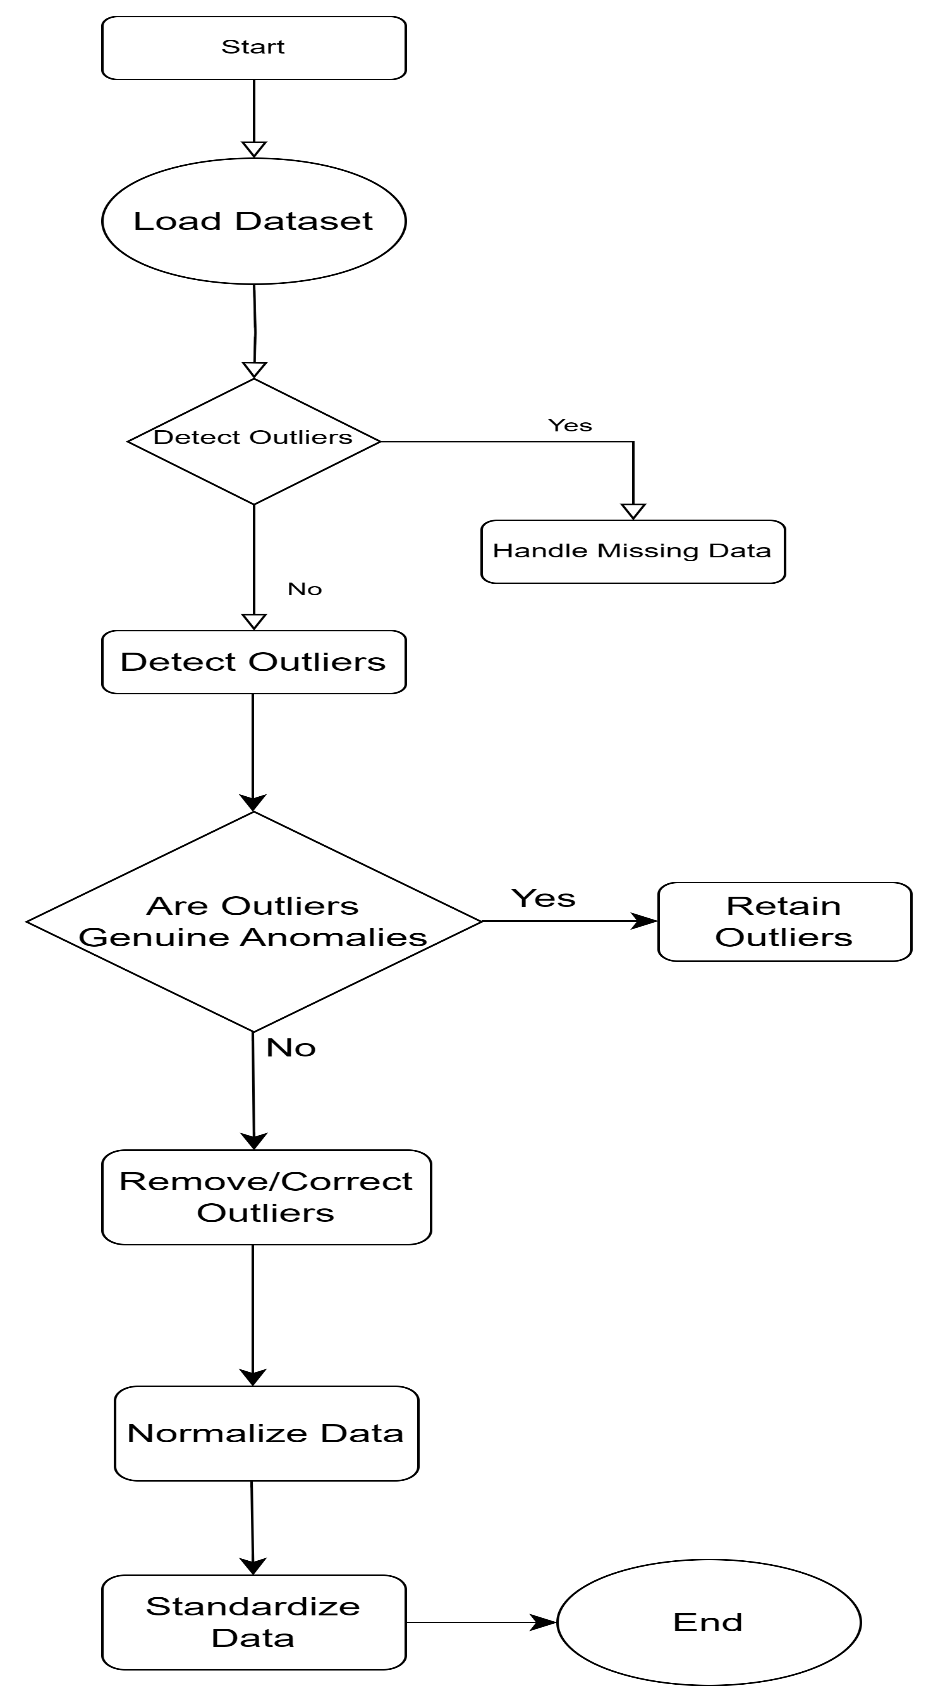 Start
Load Dataset
Detect Outliers
Yes
Handle Missing Data
No
Detect Outliers
Are Outliers
Genuine Anomalies
Yes
Retain
Outliers
No
Remove/Correct
Outliers
Normalize Data
Standardize
Data
End